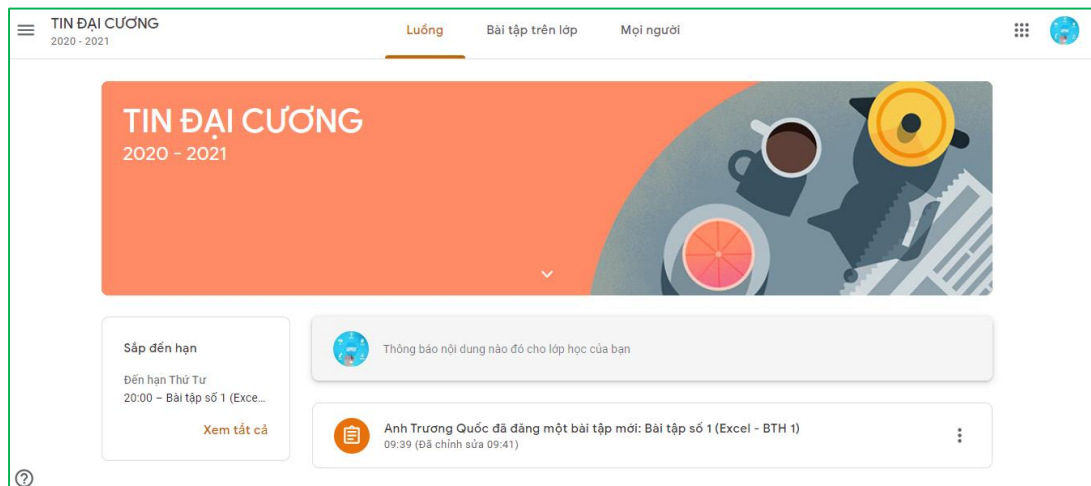 TIN ĐẠI CƯƠNG
2020 - 2021
Luồng
Bài tập trên lớp
Mọi người
TIN ĐẠI CƯƠNG
2020 - 2021
Sắp đến hạn
Đến hạn Thứ Tư
20:00 – Bài tập số 1 (Exce...
Xem tất cả
Thông báo nội dung nào đó cho lớp học của bạn
Anh Trương Quốc đã đăng một bài tập mới: Bài tập số 1 (Excel - BTH 1)
09:39 (Đã chỉnh sửa 09:41)